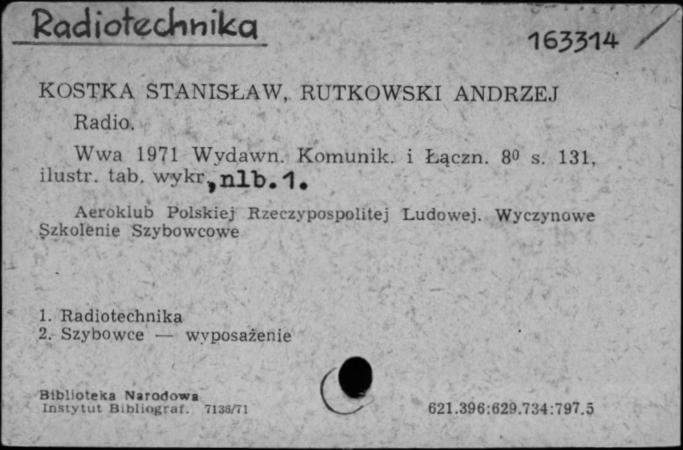 Radiotechnika
163314
KOSTKA STANISŁAW, RUTKOWSKI ANDRZEJ
Radio.
Wwa 1971 Wydawn. Komunik. i Łączn. 8⁰ s. 131,
ilustr. tab. wykr, nlb. 1.
Aeroklub Polskiej Rzeczypospolitej Ludowej. Wyczynowe
Szkolenie Szybowcowe
1. Radiotechnika
2. Szybowce — wyposażenie
Biblioteka Narodowa
Instytut Bibliograf. 7138/71
621.396:629.734:797.5